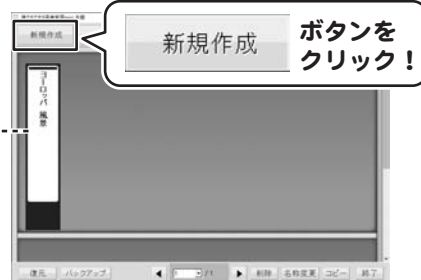 新規作成
新規作成
ボタンを
クリック！
ヨーロッパ 風景
復元
バックアップ
1
/1
削除
名称変更
コピー
終了